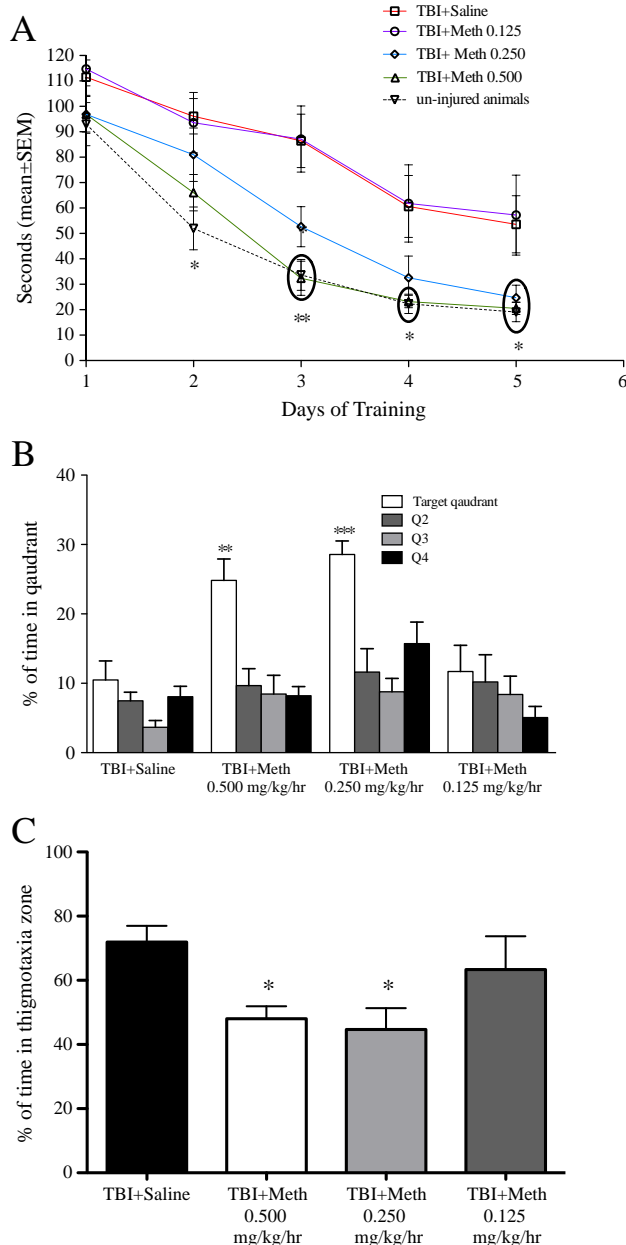 A
TBI+Saline
TBI+Meth 0.125
TBI+ Meth 0.250
TBI+Meth 0.500
un-injured animals
Seconds (mean±SEM)
120
110
100
90
80
70
60
50
40
30
20
10
0
*
**
*
*
1 2 3 4 5 6
Days of Training
B
% of time in qaudrant
40
30
20
10
0
Target qaudrant
Q2
Q3
Q4
**
***
TBI+Saline TBI+Meth TBI+Meth TBI+Meth
0.500 mg/kg/hr 0.250 mg/kg/hr 0.125 mg/kg/hr
C
% of time in thigmotaxia zone
100
80
60
40
20
0
* *
TBI+Saline TBI+Meth TBI+Meth TBI+Meth
0.500 0.250 0.125
mg/kg/hr mg/kg/hr mg/kg/hr